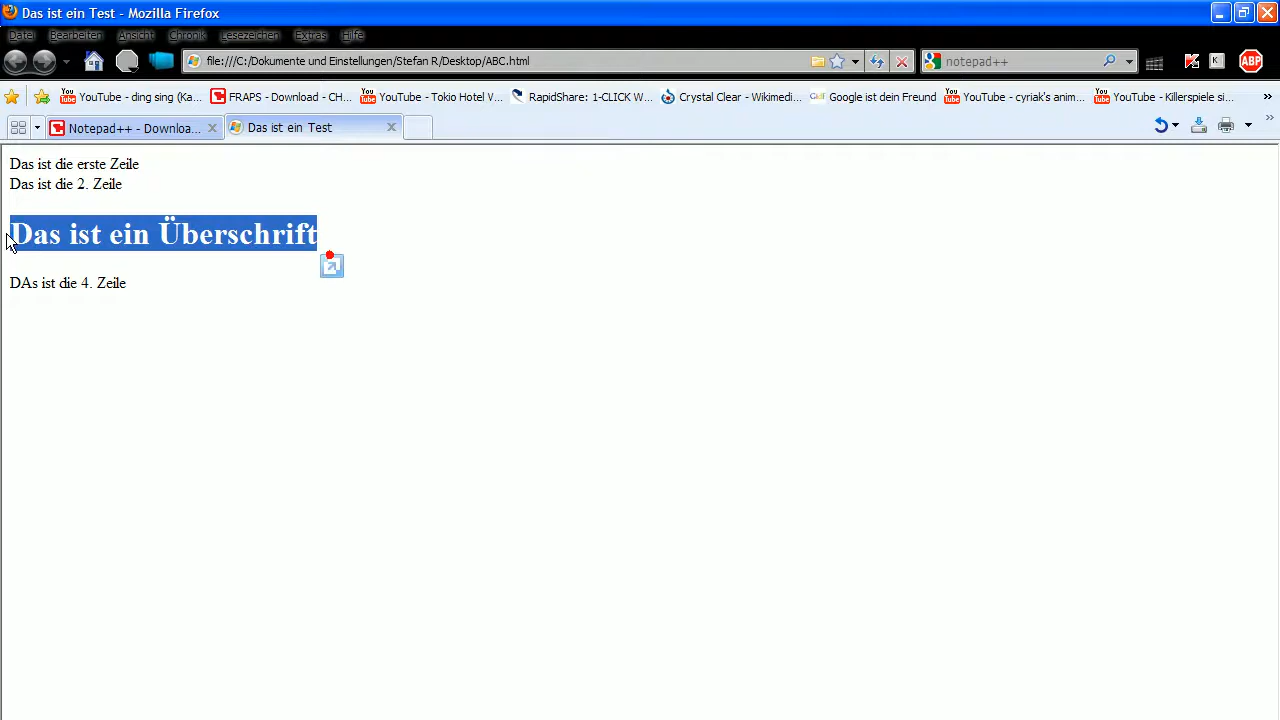 Das ist ein Test - Mozilla Firefox
Datei Bearbeiten Ansicht Chronik Lesezeichen Extras Hilfe
file:///C:/Dokumente und Einstellungen/Stefan R/Desktop/ABC.html notepad++ K ABP
YouTube - ding sing (Ka... FRAPS - Download - CH... YouTube - Tokio Hotel V... RapidShare: 1-CLICK W... Crystal Clear - Wikimedi... Google ist dein Freund YouTube - cyriak's anim... YouTube - Killerspiele si...
Notepad++ - Downloa... Das ist ein Test
Das ist die erste Zeile
Das ist die 2. Zeile
Das ist ein Überschrift
DAs ist die 4. Zeile